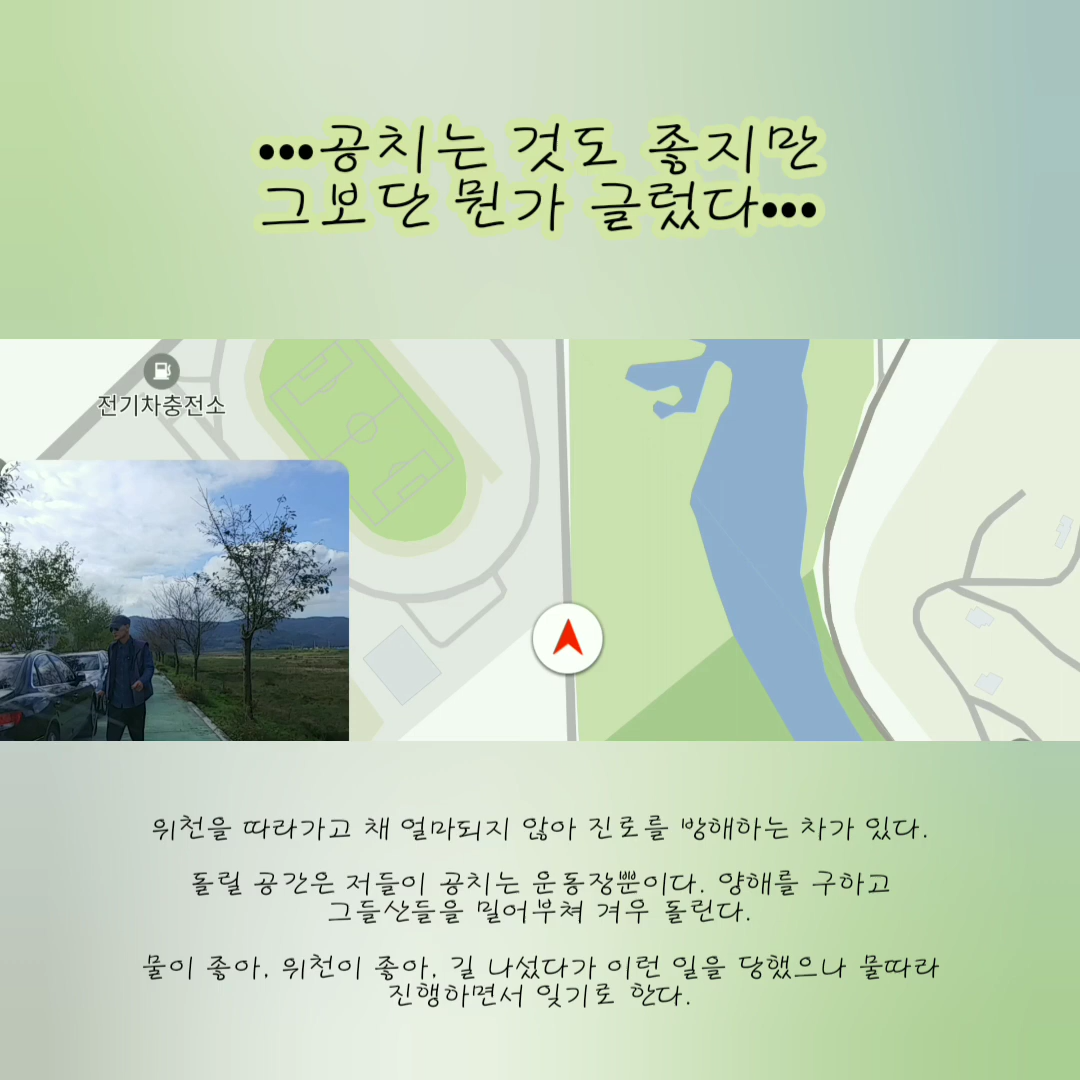 •••공치는 것도 좋지만
그보단 뭔가 글렀다•••
전기차충전소
위천을 따라가고 채 얼마되지 않아 진로를 방해하는 차가 있다.
돌릴 공간은 저들이 공치는 운동장뿐이다. 양해를 구하고
그들산들을 밀어부쳐 겨우 돌린다.
물이 좋아, 위천이 좋아, 길 나섰다가 이런 일을 당했으나 물따라
진행하면서 잊기로 한다.